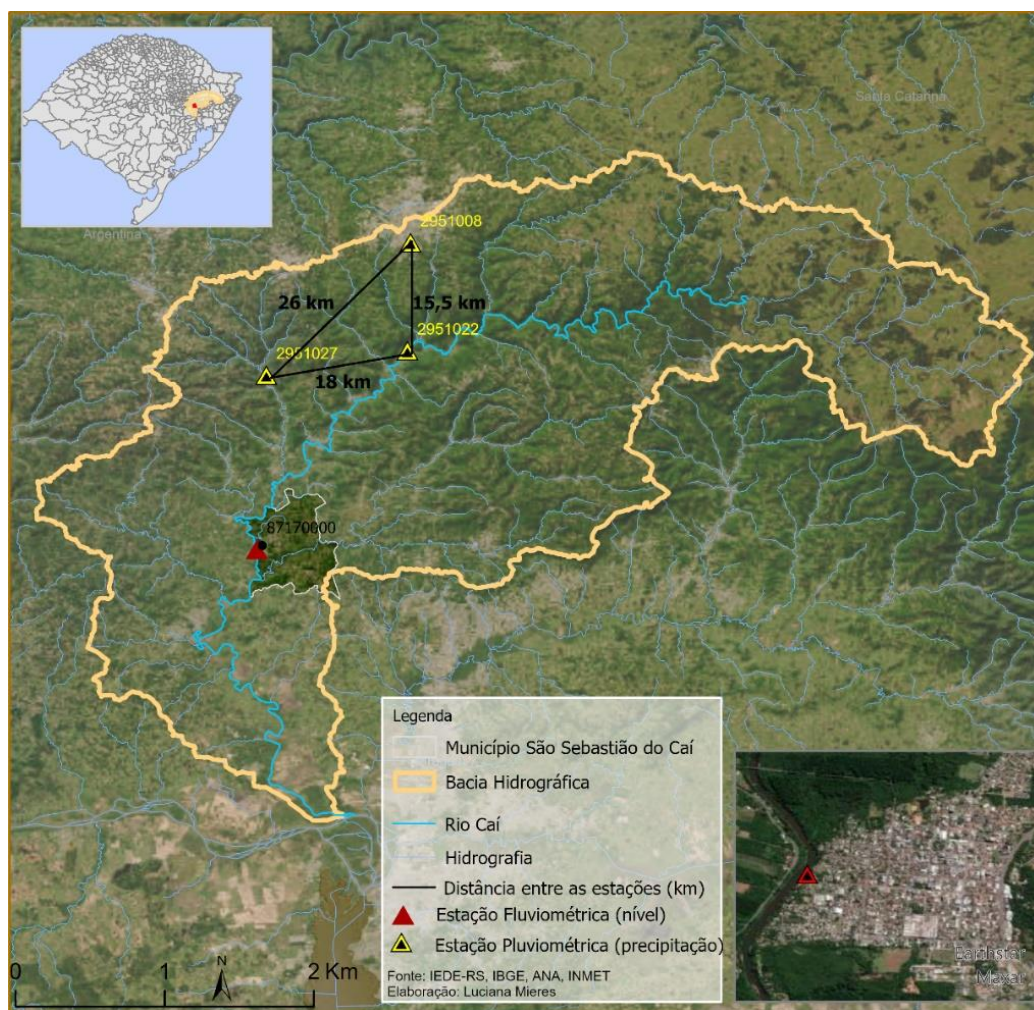 Santa Catarina
Argentina
2951008
26 km
15,5 km
2951022
2951027
18 km
87170000
Legenda
Município São Sebastião do Caí
Bacia Hidrográfica
Rio Caí
Hidrografia
Distância entre as estações (km)
Estação Fluviométrica (nível)
Estação Pluviométrica (precipitação)
Fonte: IEDE-RS, IBGE, ANA, INMET
Elaboração: Luciana Mieres
0 1 2 Km
N
Earthstar
Maxar